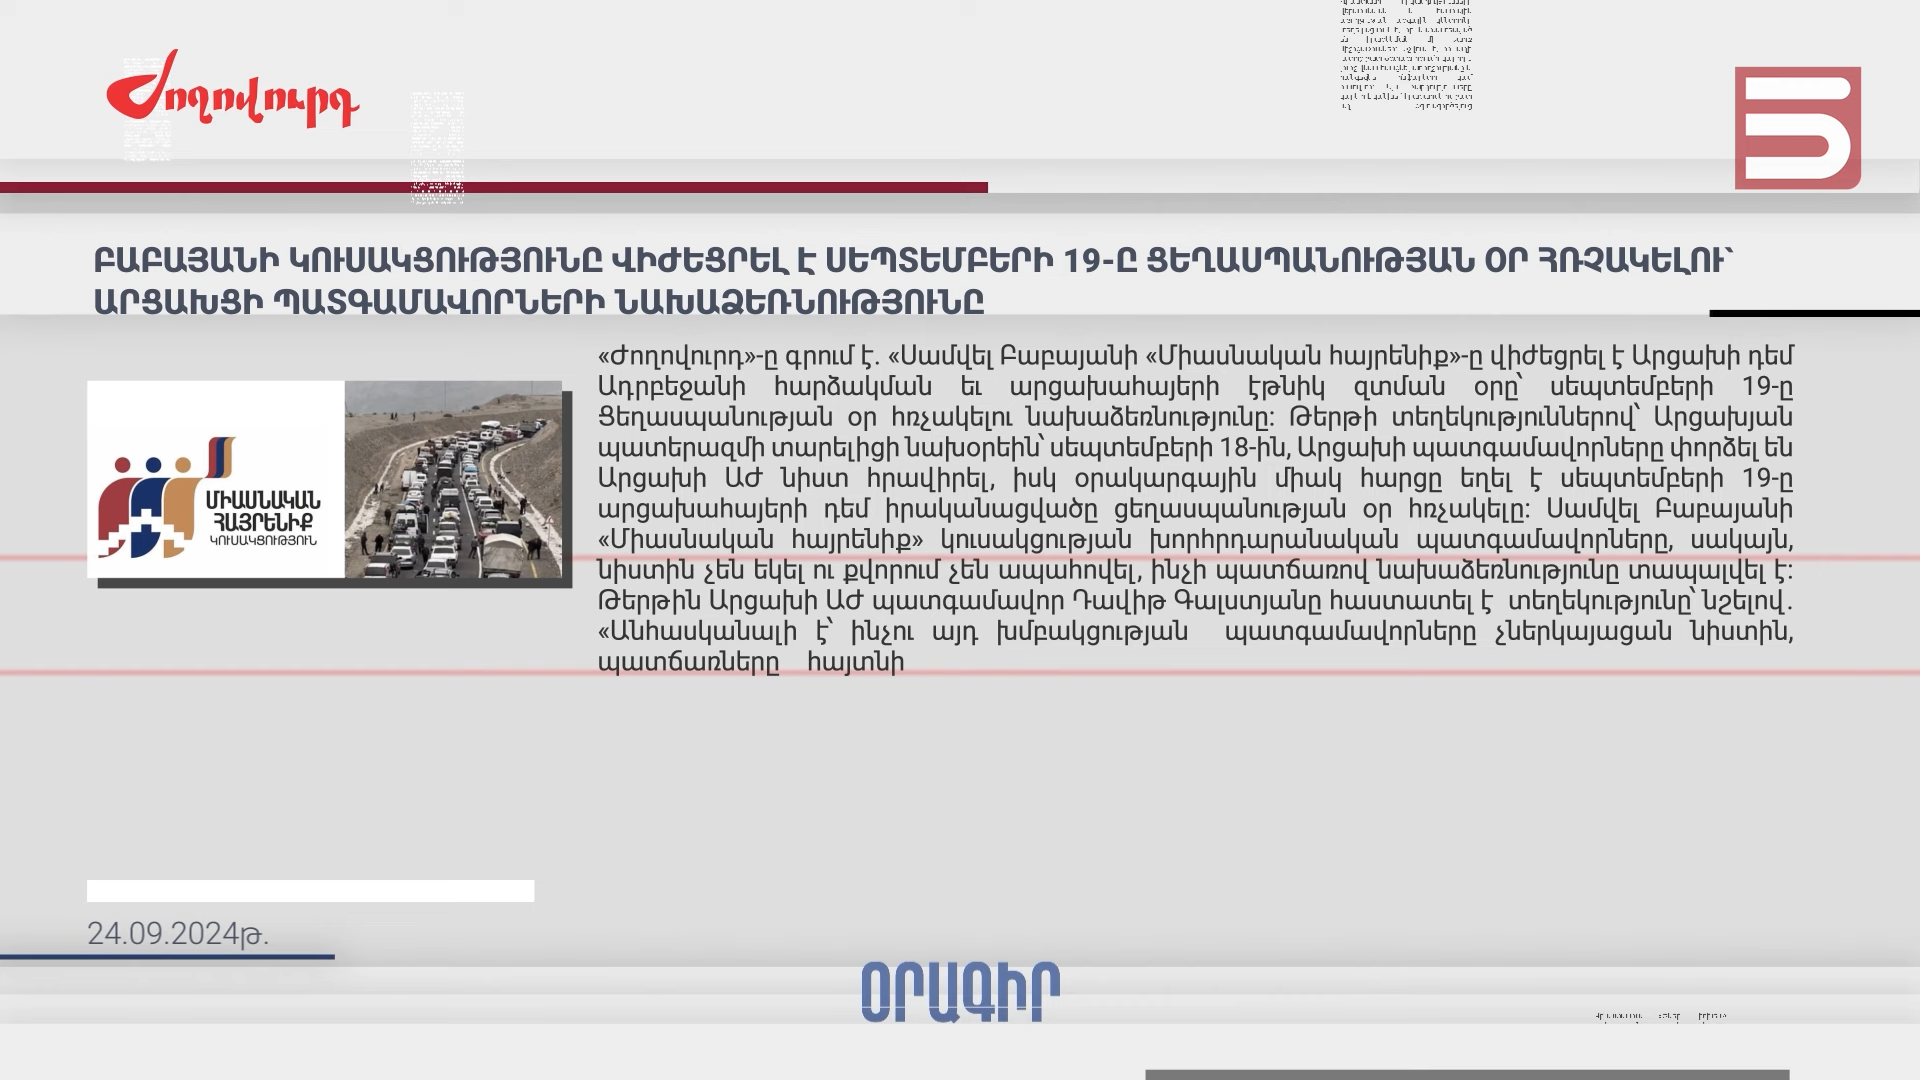 Ժողովուրդ
ԲԱԲԱՅԱՆԻ ԿՈՒՍԱԿՑՈՒԹՅՈՒՆԸ ՎԻԺԵՑՐԵԼ Է ՍԵՊՏԵՄԲԵՐԻ 19-Ը ՑԵՂԱՍՊԱՆՈՒԹՅԱՆ ՕՐ ՀՌՉԱԿԵԼՈՒ՝
ԱՐՑԱԽՑԻ ՊԱՏԳԱՄԱՎՈՐՆԵՐԻ ՆԱԽԱՁԵՌՆՈՒԹՅՈՒՆԸ
«Ժողովուրդ»-ը գրում է. «Սամվել Բաբայանի «Միասնական հայրենիք»-ը վիժեցրել է Արցախի դեմ
Ադրբեջանի հարձակման եւ արցախահայերի էթնիկ զտման օրը՝ սեպտեմբերի 19-ը
Ցեղասպանության օր հռչակելու նախաձեռնությունը։ Թերթի տեղեկություններով՝ Արցախյան
պատերազմի տարելիցի նախօրեին՝ սեպտեմբերի 18-ին, Արցախի պատգամավորները փորձել են
Արցախի ԱԺ նիստ հրավիրել, իսկ օրակարգային միակ հարցը եղել է սեպտեմբերի 19-ը
արցախահայերի դեմ իրականացվածը ցեղասպանության օր հռչակելը։ Սամվել Բաբայանի
«Միասնական հայրենիք» կուսակցության խորհրդարանական պատգամավորները, սակայն,
նիստին չեն եկել ու քվորում չեն ապահովել, ինչի պատճառով նախաձեռնությունը տապալվել է։
Թերթին Արցախի ԱԺ պատգամավոր Դավիթ Գալստյանը հաստատել է տեղեկությունը՝ նշելով.
«Անհասկանալի է՝ ինչու այդ խմբակցության պատգամավորները չներկայացան նիստին,
պատճառները հայտնի
ՄԻԱՍՆԱԿԱՆ
ՀԱՅՐԵՆԻՔ
ԿՈՒՍԱԿՑՈՒԹՅՈՒՆ
24.09.2024թ.
ՕՐԱԳԻՐ